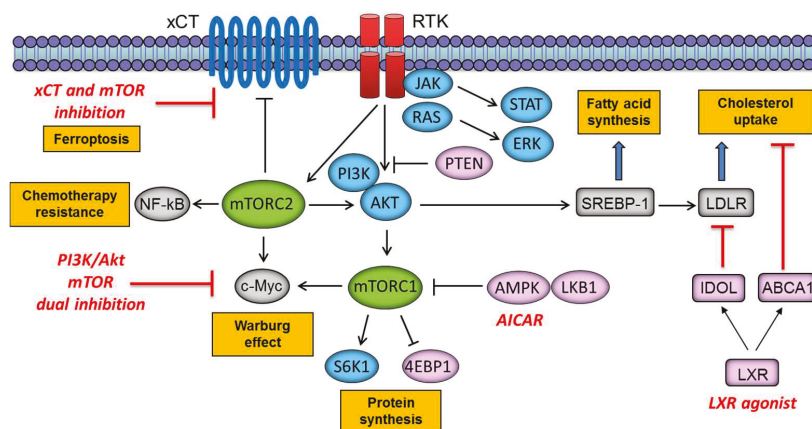 xCT
RTK
xCT and mTOR
inhibition
Ferroptosis
JAK
STAT
RAS
ERK
Fatty acid
synthesis
Cholesterol
uptake
PTEN
PI3K
AKT
Chemotherapy
resistance
NF-kB
mTORC2
SREBP-1
LDLR
PI3K/Akt
mTOR
dual inhibition
c-Myc
mTORC1
AMPK
LKB1
AICAR
IDOL
ABCA1
Warburg
effect
S6K1
4EBP1
Protein
synthesis
LXR
LXR agonist